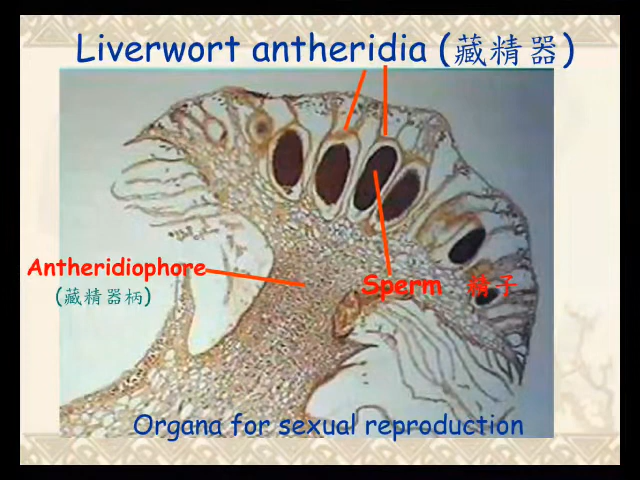 Liverwort antheridia (藏精器)
Antheridiophore
(藏精器柄)
Sperm 精子
Organa for sexual reproduction